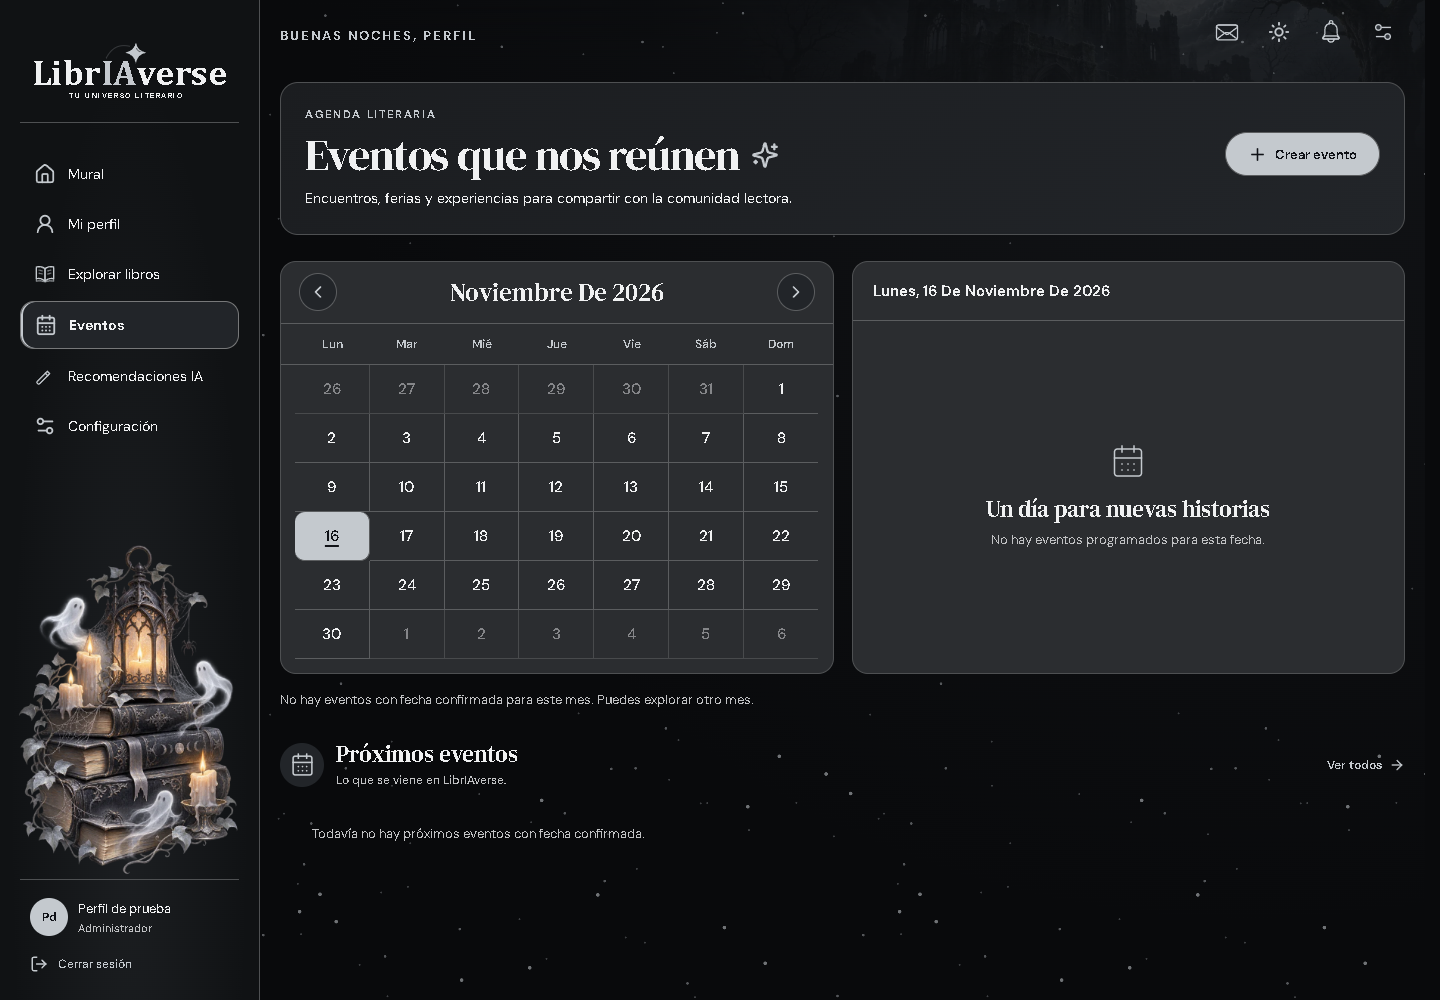 LibrIAverse
TU UNIVERSO LITERARIO
Mural
Mi perfil
Explorar libros
Eventos
Recomendaciones IA
Configuración
Pd
Perfil de prueba
Administrador
Cerrar sesión
BUENAS NOCHES, PERFIL
AGENDA LITERARIA
Eventos que nos reúnen
Encuentros, ferias y experiencias para compartir con la comunidad lectora.
Crear evento
Noviembre De 2026
Lun Mar Mié Jue Vie Sáb Dom
26 27 28 29 30 31 1
2 3 4 5 6 7 8
9 10 11 12 13 14 15
16 17 18 19 20 21 22
23 24 25 26 27 28 29
30 1 2 3 4 5 6
Lunes, 16 De Noviembre De 2026
Un día para nuevas historias
No hay eventos programados para esta fecha.
No hay eventos con fecha confirmada para este mes. Puedes explorar otro mes.
Próximos eventos
Lo que se viene en LibrIAverse.
Ver todos
Todavía no hay próximos eventos con fecha confirmada.